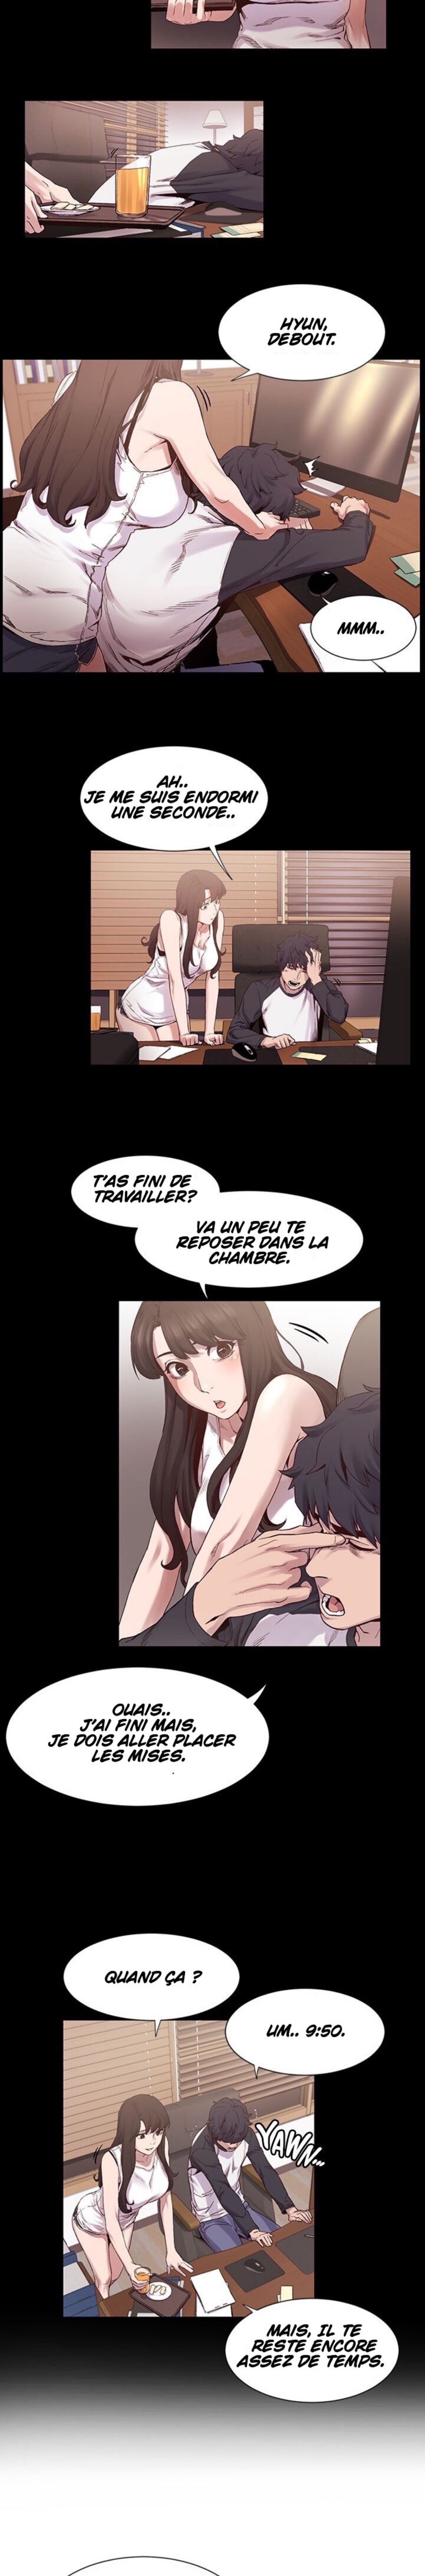 HYUN,
DEBOUT.
MMM..
AH..
JE ME SUIS ENDORMI
UNE SECONDE..
T'AS FINI DE
TRAVAILLER?
VA UN PEU TE
REPOSER DANS LA
CHAMBRE.
OUAIS..
J'AI FINI MAIS,
JE DOIS ALLER PLACER
LES MISES.
QUAND ÇA ?
UM.. 9:50.
YAWN...
MAIS, IL TE
RESTE ENCORE
ASSEZ DE TEMPS.